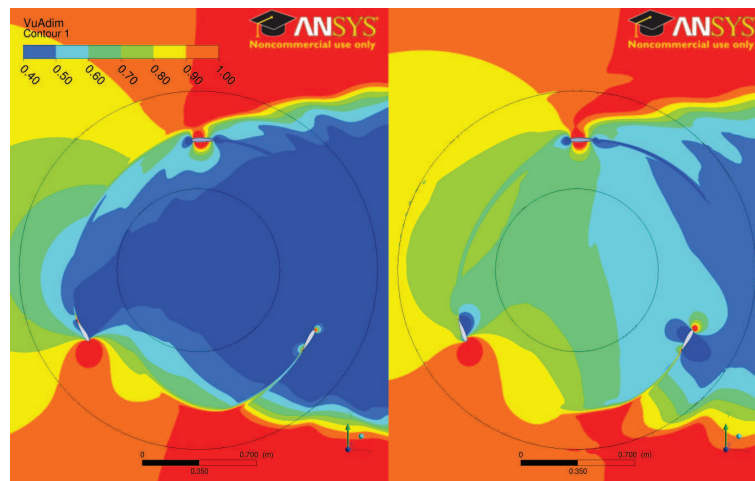 VuAdim
Contour 1
0.40
0.50
0.60
0.70
0.80
0.90
1.00
ANSYS
Noncommercial use only
ANSYS
Noncommercial use only
0 0.700 (m)
0.350
0 0.700 (m)
0.350